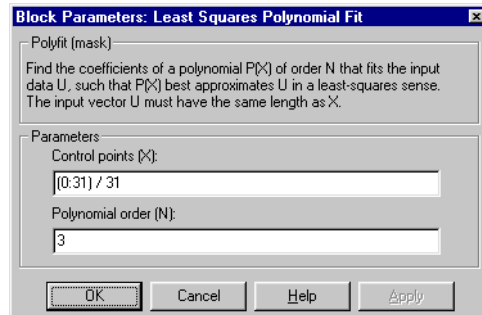 Block Parameters: Least Squares Polynomial Fit
Polyfit (mask)
Find the coefficients of a polynomial P(X) of order N that fits the input
data U, such that P(X) best approximates U in a least-squares sense.
The input vector U must have the same length as X.
Parameters
Control points (X):
(0:31) / 31
Polynomial order (N):
3
OK Cancel Help Apply